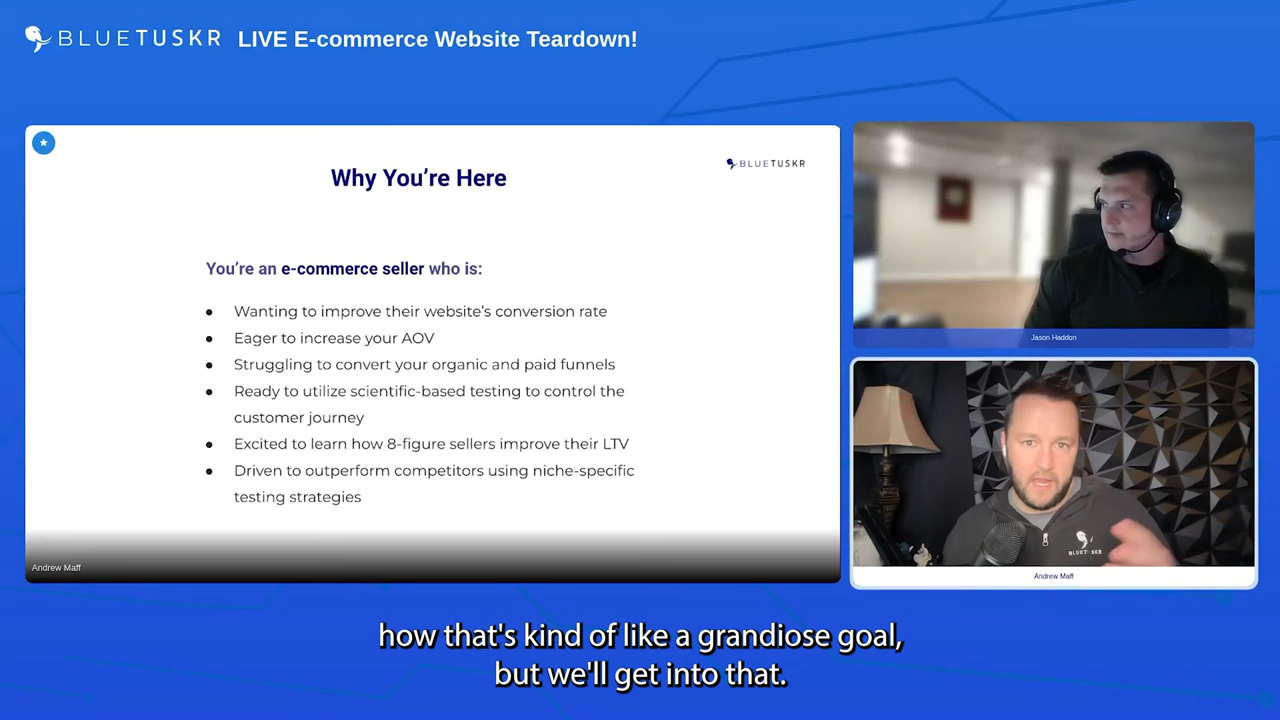 BLUETUSKR LIVE E-commerce Website Teardown!
Why You're Here
BLUETUSKR
You're an e-commerce seller who is:
● Wanting to improve their website's conversion rate
● Eager to increase your AOV
● Struggling to convert your organic and paid funnels
● Ready to utilize scientific-based testing to control the
customer journey
● Excited to learn how 8-figure sellers improve their LTV
● Driven to outperform competitors using niche-specific
testing strategies
Andrew Maff
Jason Haddon
BLUETUSKR
Andrew Maff
how that's kind of like a grandiose goal,
but we'll get into that.